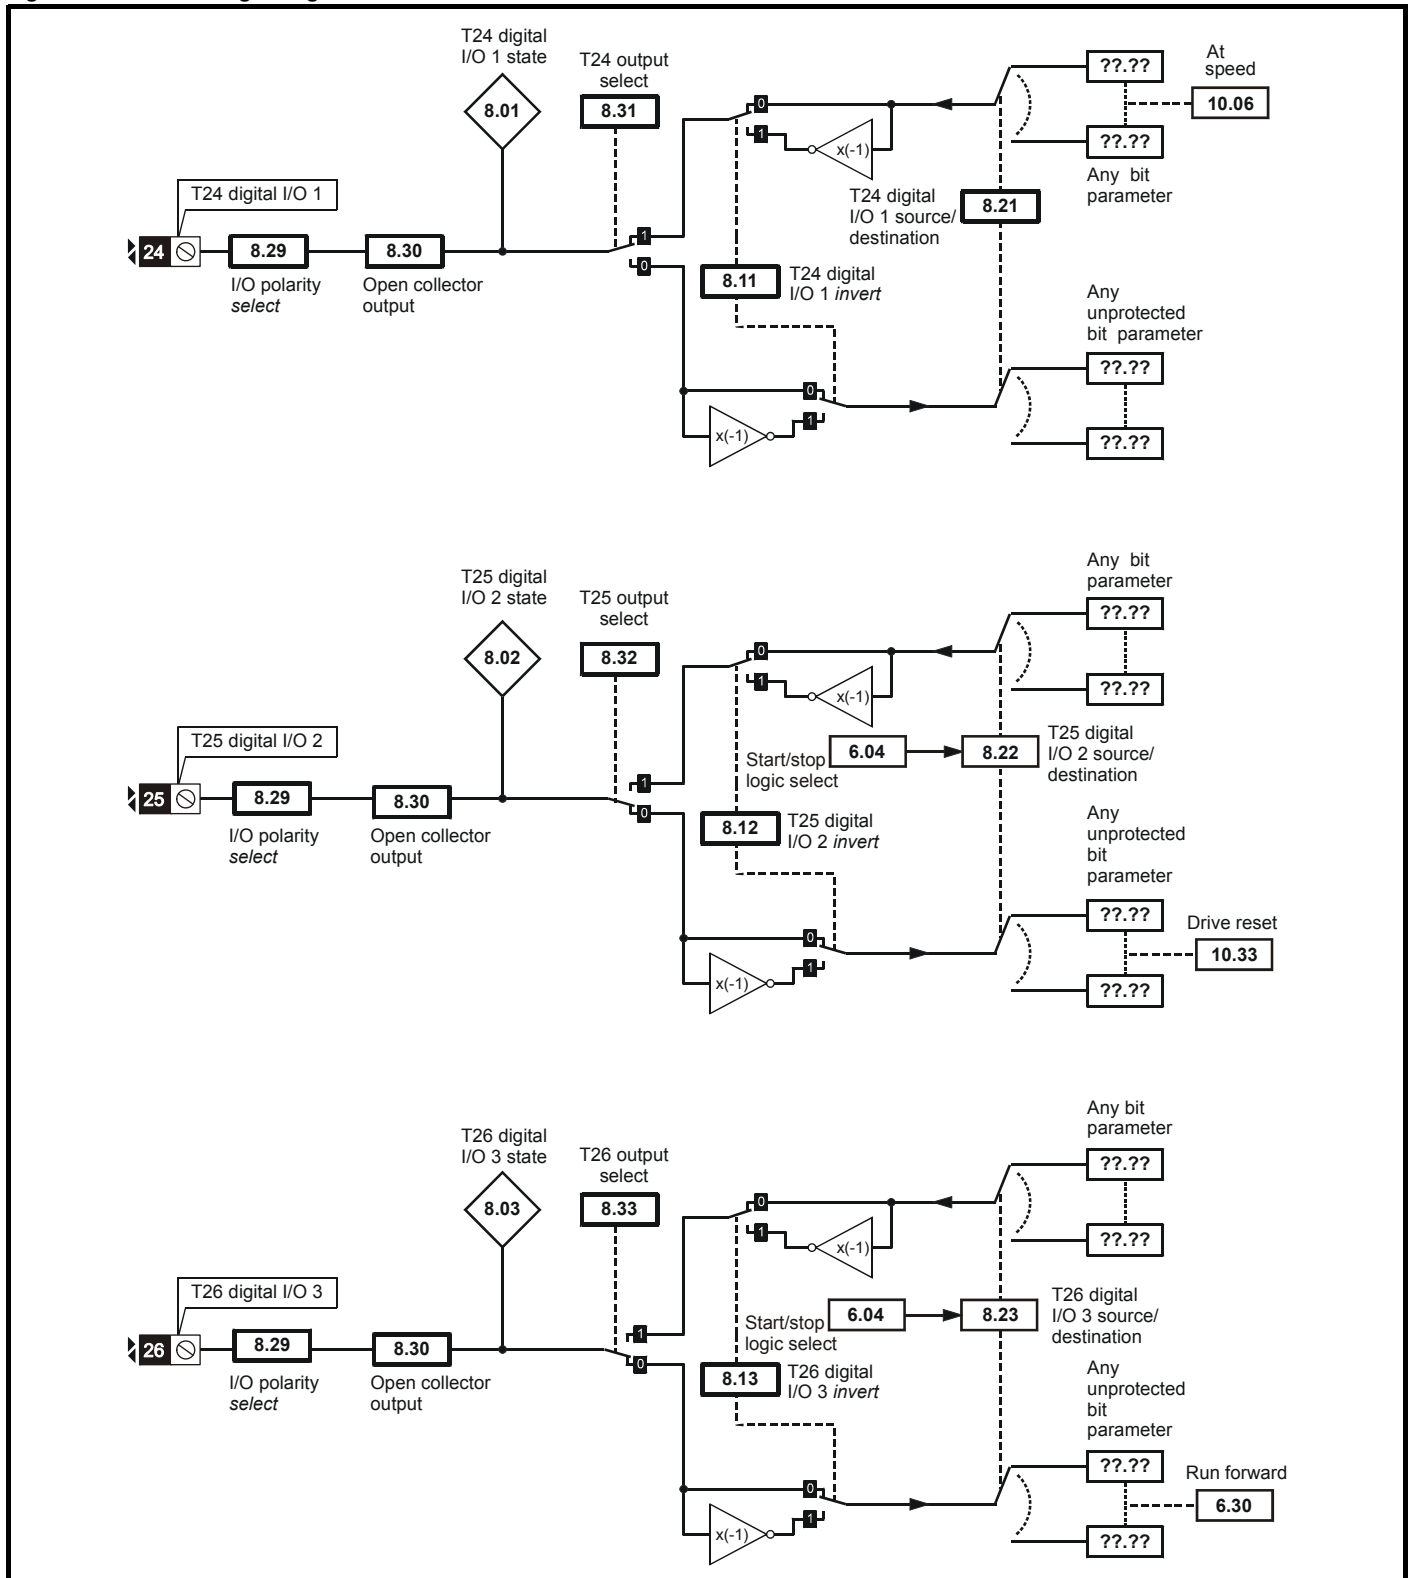 T24 digital
I/O 1 state
T24 output
select
8.01
8.31
0
1
x(-1)
??.??
??.??
At
speed
10.06
Any bit
parameter
T24 digital I/O 1
24
8.29
8.30
I/O polarity
select
Open collector
output
1
0
T24 digital
I/O 1 source/
destination
8.21
8.11
T24 digital
I/O 1 invert
Any
unprotected
bit parameter
??.??
??.??
0
1
x(-1)
T25 digital
I/O 2 state
T25 output
select
8.02
8.32
0
1
x(-1)
Any bit
parameter
??.??
??.??
T25 digital I/O 2
25
8.29
8.30
I/O polarity
select
Open collector
output
1
0
Start/stop
logic select
6.04
8.22
T25 digital
I/O 2 source/
destination
8.12
T25 digital
I/O 2 invert
Any
unprotected
bit
parameter
??.??
??.??
Drive reset
10.33
0
1
x(-1)
T26 digital
I/O 3 state
T26 output
select
8.03
8.33
0
1
x(-1)
Any bit
parameter
??.??
??.??
T26 digital I/O 3
26
8.29
8.30
I/O polarity
select
Open collector
output
1
0
Start/stop
logic select
6.04
8.23
T26 digital
I/O 3 source/
destination
8.13
T26 digital
I/O 3 invert
Any
unprotected
bit
parameter
??.??
??.??
Run forward
6.30
0
1
x(-1)